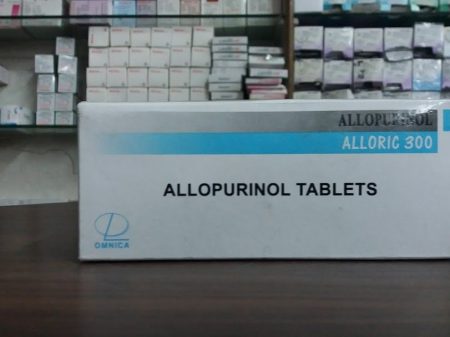 ALLOPURINOL
ALLORIC 300
ALLOPURINOL TABLETS
OMNICA